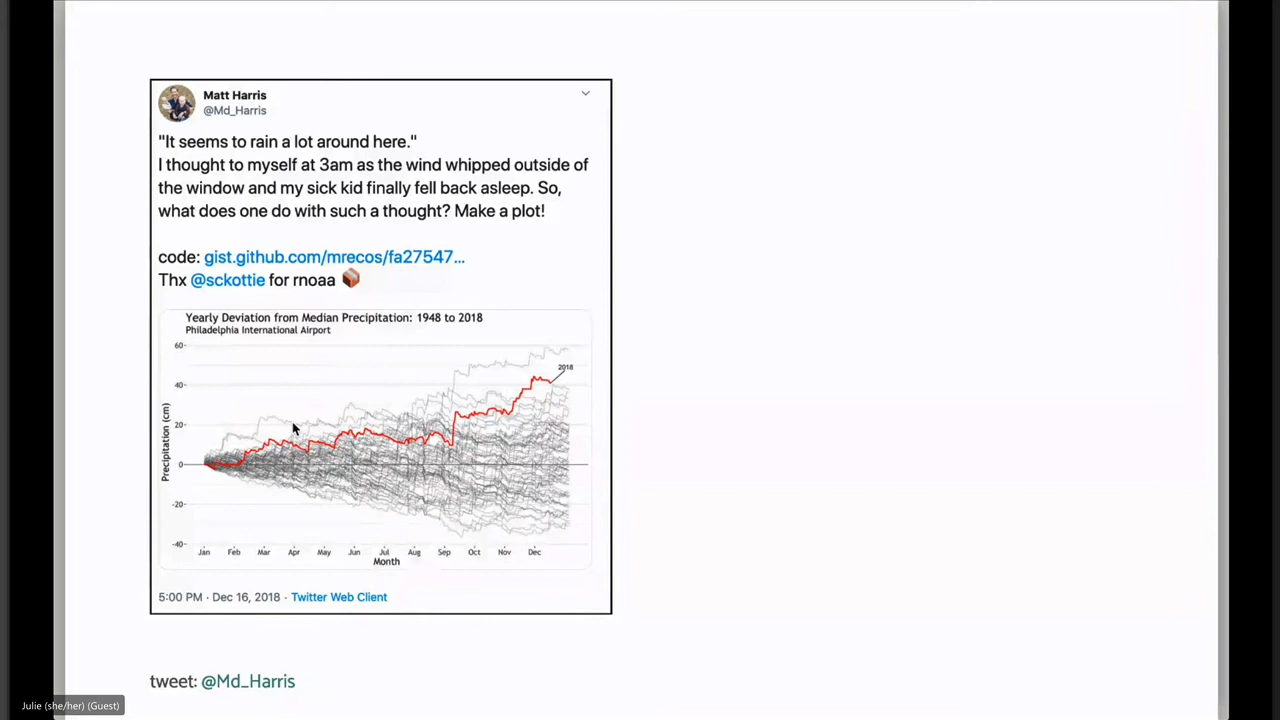 Matt Harris
@Md_Harris
"It seems to rain a lot around here."
I thought to myself at 3am as the wind whipped outside of
the window and my sick kid finally fell back asleep. So,
what does one do with such a thought? Make a plot!
code: gist.github.com/mrecos/fa27547...
Thx @sckottie for rnoaa
Yearly Deviation from Median Precipitation: 1948 to 2018
Philadelphia International Airport
60
2018
40
20
0
-20
-40
Precipitation (cm)
Jan Feb Mar Apr May Jun Jul Aug Sep Oct Nov Dec
Month
5:00 PM · Dec 16, 2018 · Twitter Web Client
tweet: @Md_Harris
Julie (she/her) (Guest)